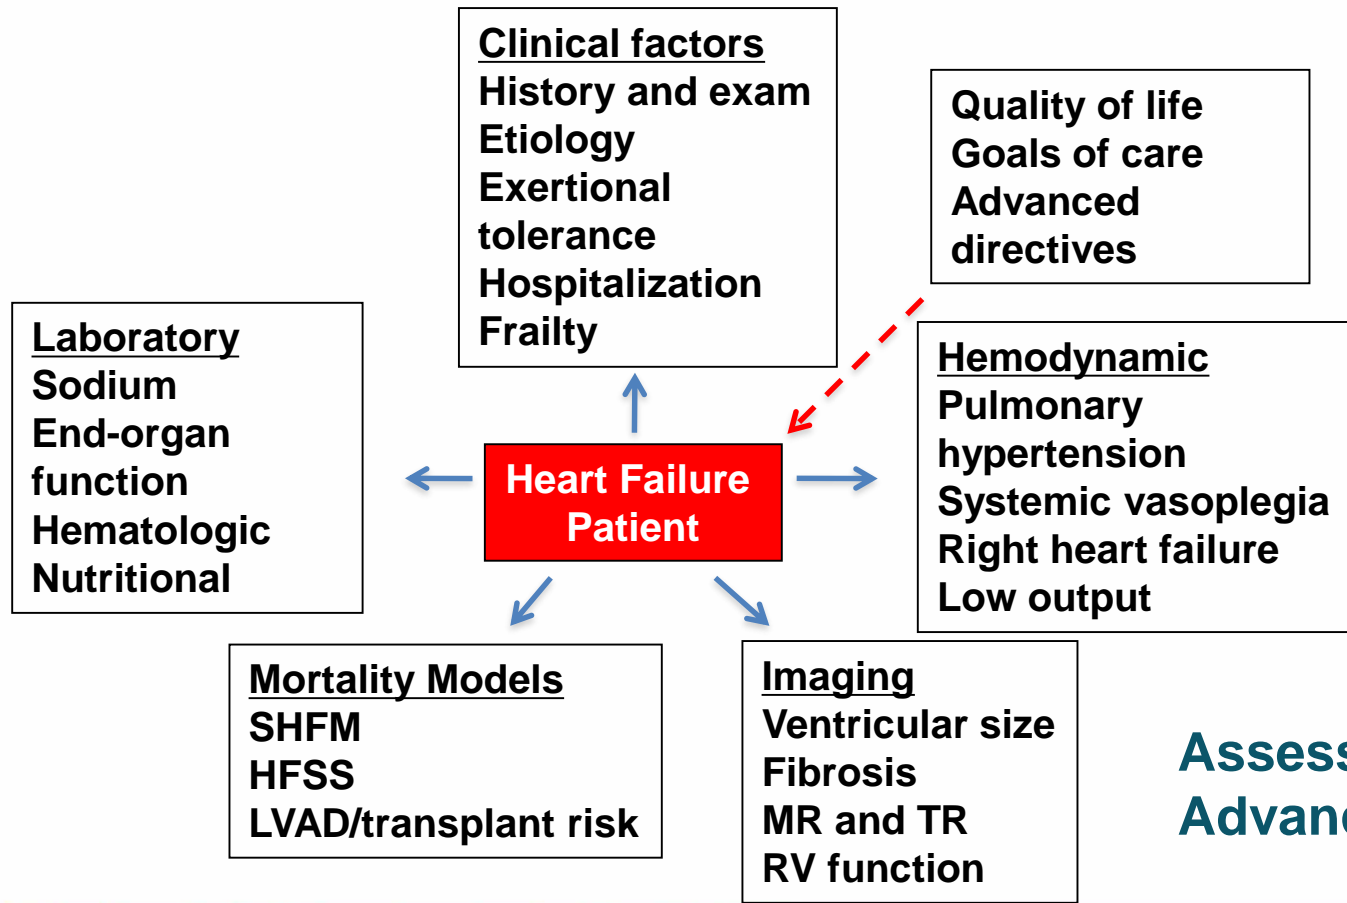 Clinical factors
History and exam
Etiology
Exertional
tolerance
Hospitalization
Frailty
Quality of life
Goals of care
Advanced
directives
Laboratory
Sodium
End-organ
function
Hematologic
Nutritional
Heart Failure
Patient
Hemodynamic
Pulmonary
hypertension
Systemic vasoplegia
Right heart failure
Low output
Mortality Models
SHFM
HFSS
LVAD/transplant risk
Imaging
Ventricular size
Fibrosis
MR and TR
RV function